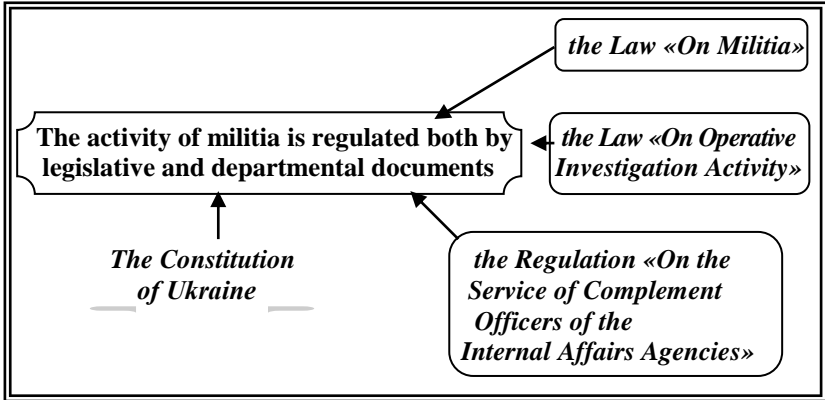 the Law «On Militia»
The activity of militia is regulated both by
legislative and departmental documents
the Law «On Operative
Investigation Activity»
The Constitution
of Ukraine
the Regulation «On the
Service of Complement
Officers of the
Internal Affairs Agencies»